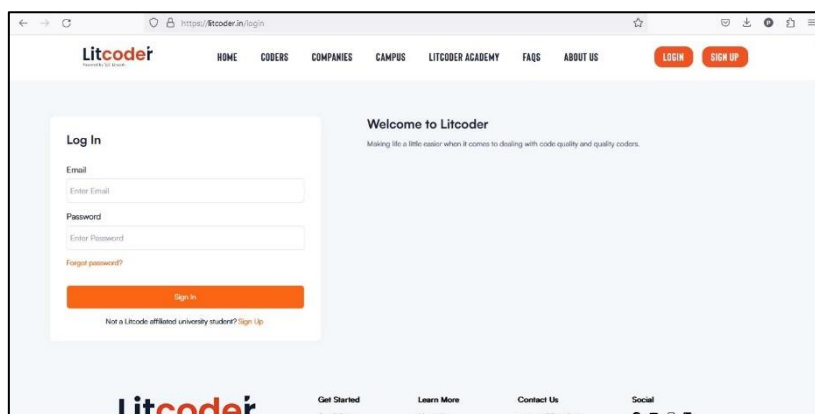 https://litcoder.in/login
Litcoder
HOME CODERS COMPANIES CAMPUS LITCODER ACADEMY FAQS ABOUT US LOGIN SIGN UP
Log In
Email
Enter Email
Password
Enter Password
Forgot password?
Sign In
Not a Litcode affiliated university student? Sign Up
Welcome to Litcoder
Making life a little easier when it comes to dealing with code quality and quality coders.
Litcoder
Get Started Learn More Contact Us Social